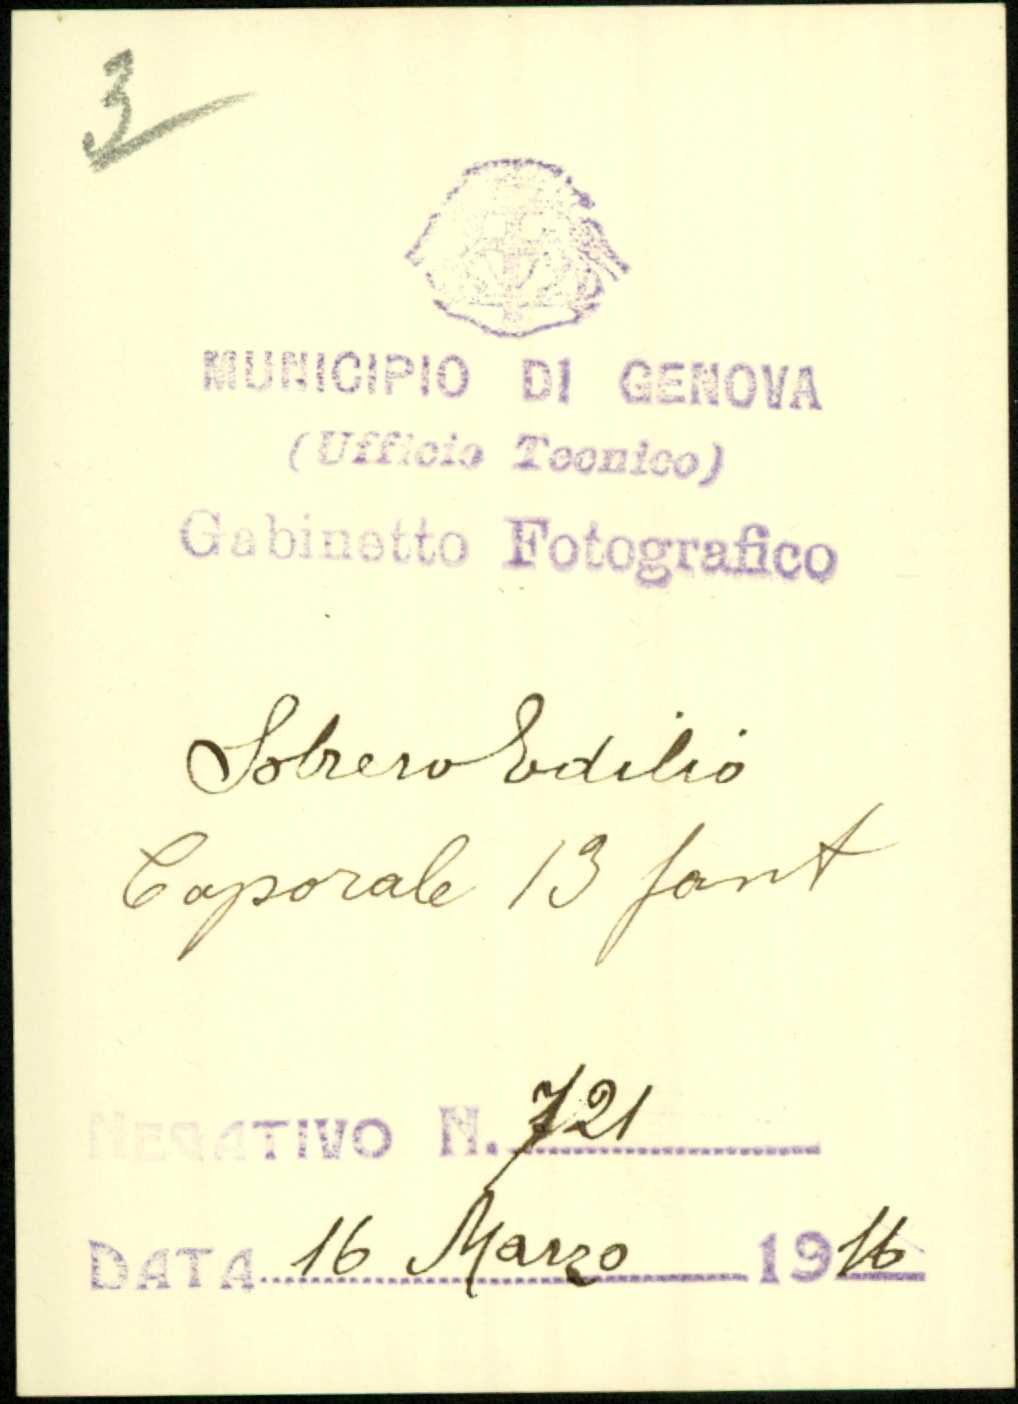 3
MUNICIPIO DI GENOVA
(Ufficio Tecnico)
Gabinetto Fotografico
Sobrero Edilio
Caporale 13 fant
NEGATIVO N. 721
DATA 16 Marzo 1916